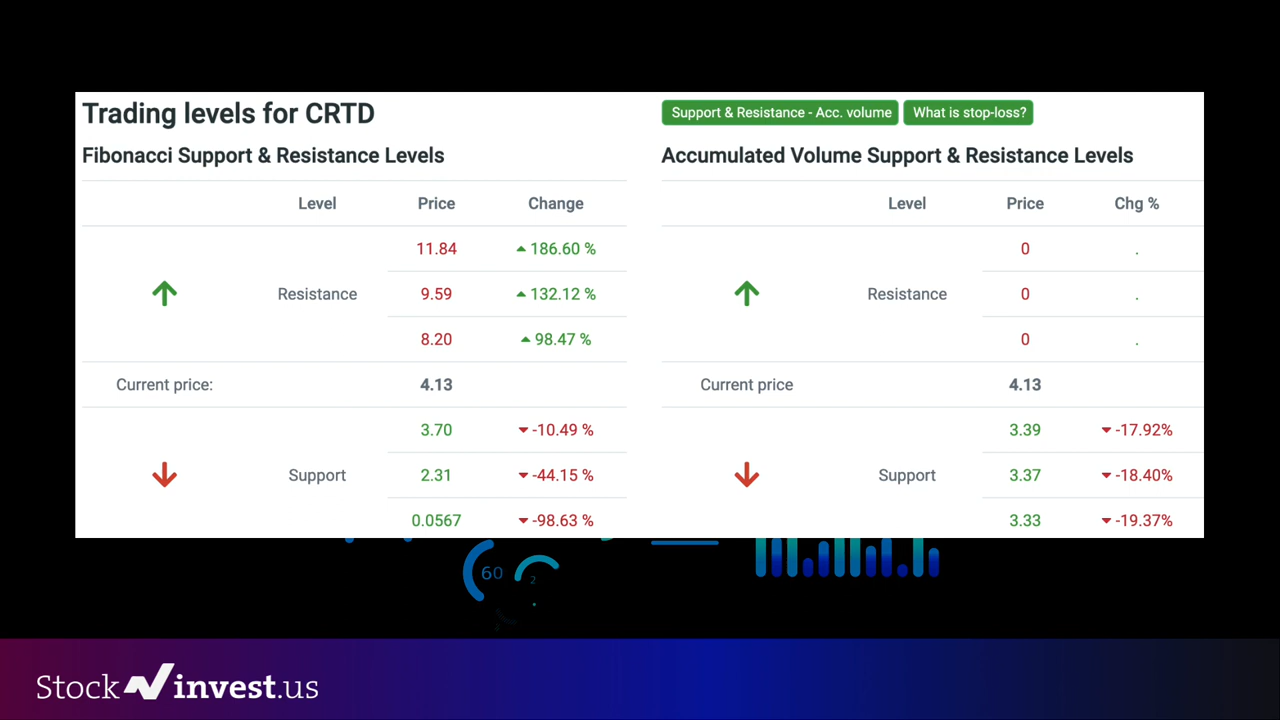 Trading levels for CRTD
Fibonacci Support & Resistance Levels
Level Price Change
11.84 186.60 %
Resistance 9.59 132.12 %
8.20 98.47 %
Current price: 4.13
3.70 -10.49 %
Support 2.31 -44.15 %
0.0567 -98.63 %
Support & Resistance - Acc. volume What is stop-loss?
Accumulated Volume Support & Resistance Levels
Level Price Chg %
0 .
Resistance 0 .
0 .
Current price 4.13
3.39 -17.92%
Support 3.37 -18.40%
3.33 -19.37%
60 2
Stock invest.us